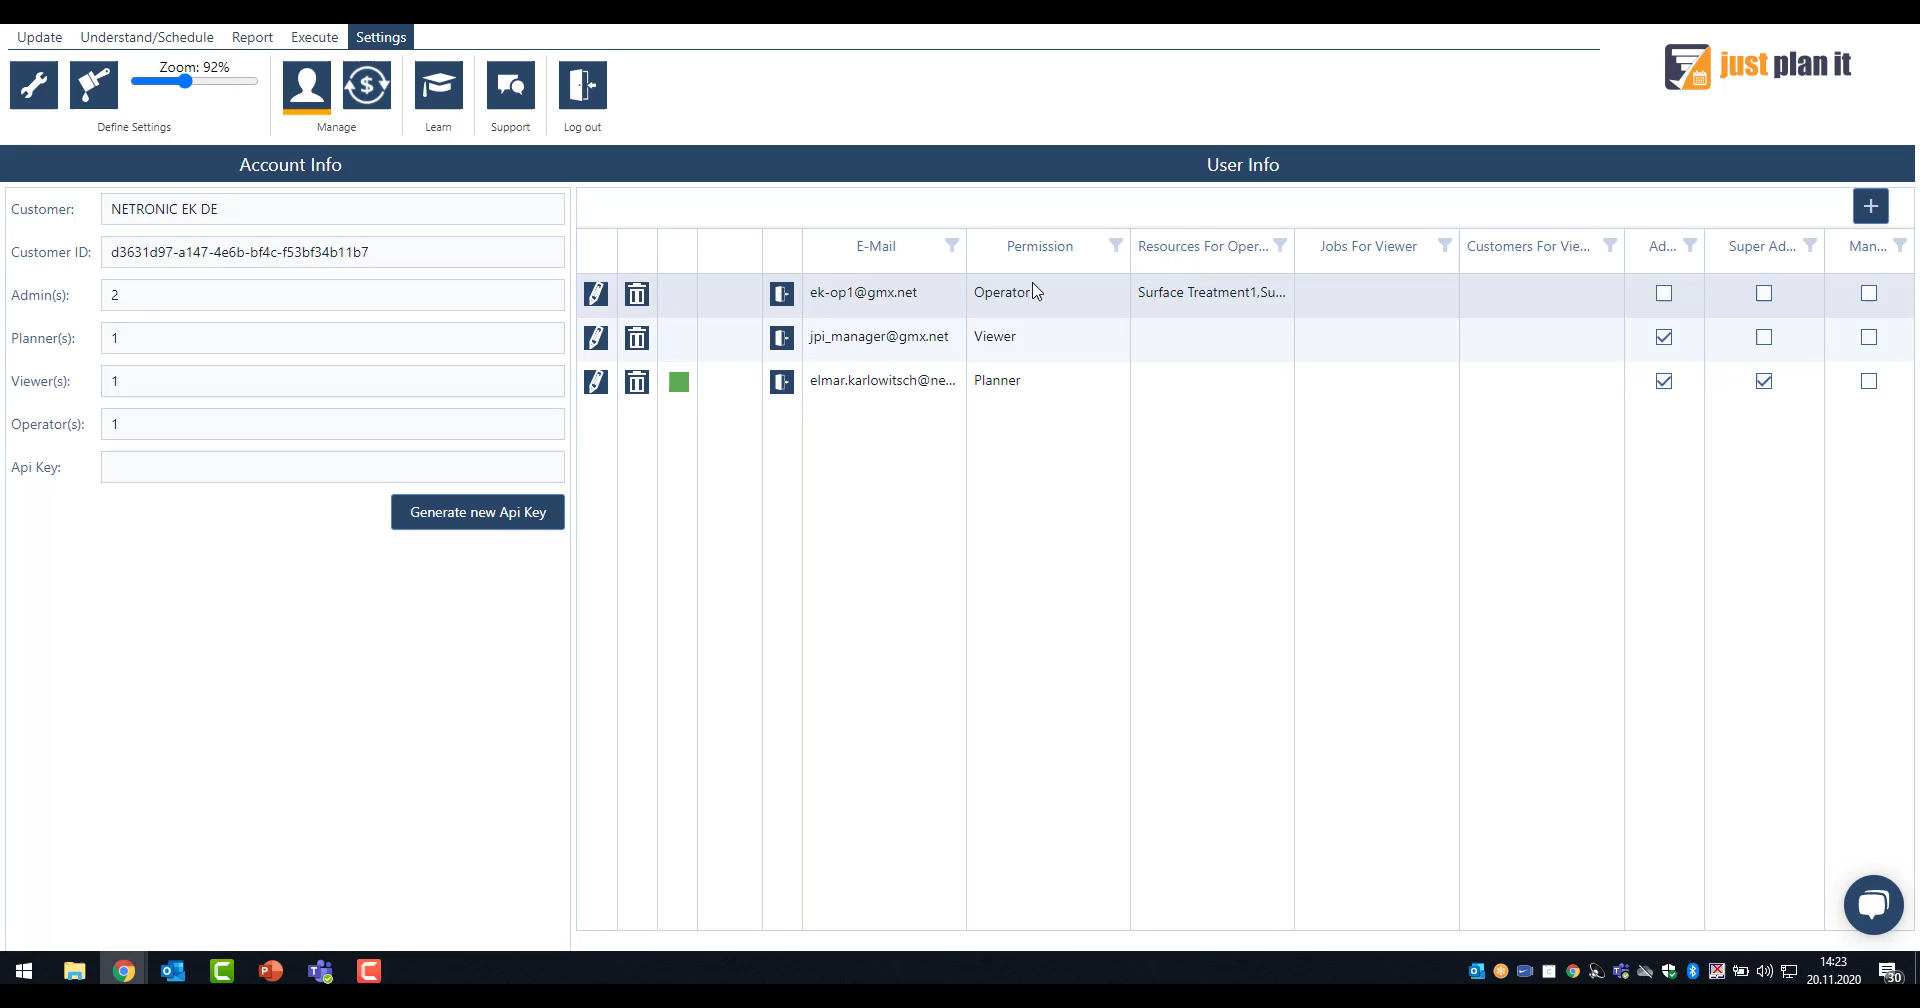 Update Understand/Schedule Report Execute Settings
Zoom: 92%
Define Settings Manage Learn Support Log out
just plan it
Account Info User Info
Customer: NETRONIC EK DE
Customer ID: d3631d97-a147-4e6b-bf4c-f53bf34b11b7
Admin(s): 2
Planner(s): 1
Viewer(s): 1
Operator(s): 1
Api Key:
Generate new Api Key
+
E-Mail Permission Resources For Oper... Jobs For Viewer Customers For Vie... Ad... Super Ad... Man...
ek-op1@gmx.net Operator Surface Treatment1,Su...
jpi_manager@gmx.net Viewer
elmar.karlowitsch@ne... Planner
14:23
20.11.2020
30